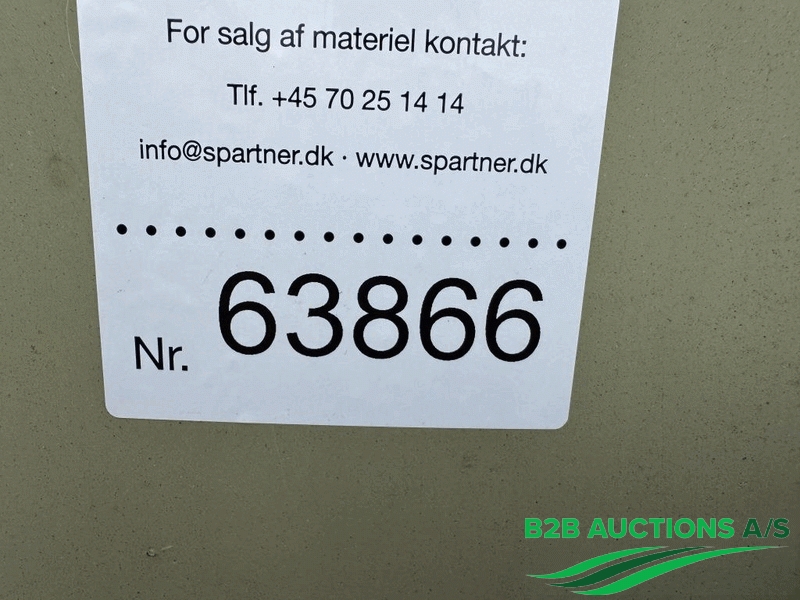 For salg af materiel kontakt:
Tlf. +45 70 25 14 14
info@spartner.dk · www.spartner.dk
Nr. 63866
B2B AUCTIONS A/S